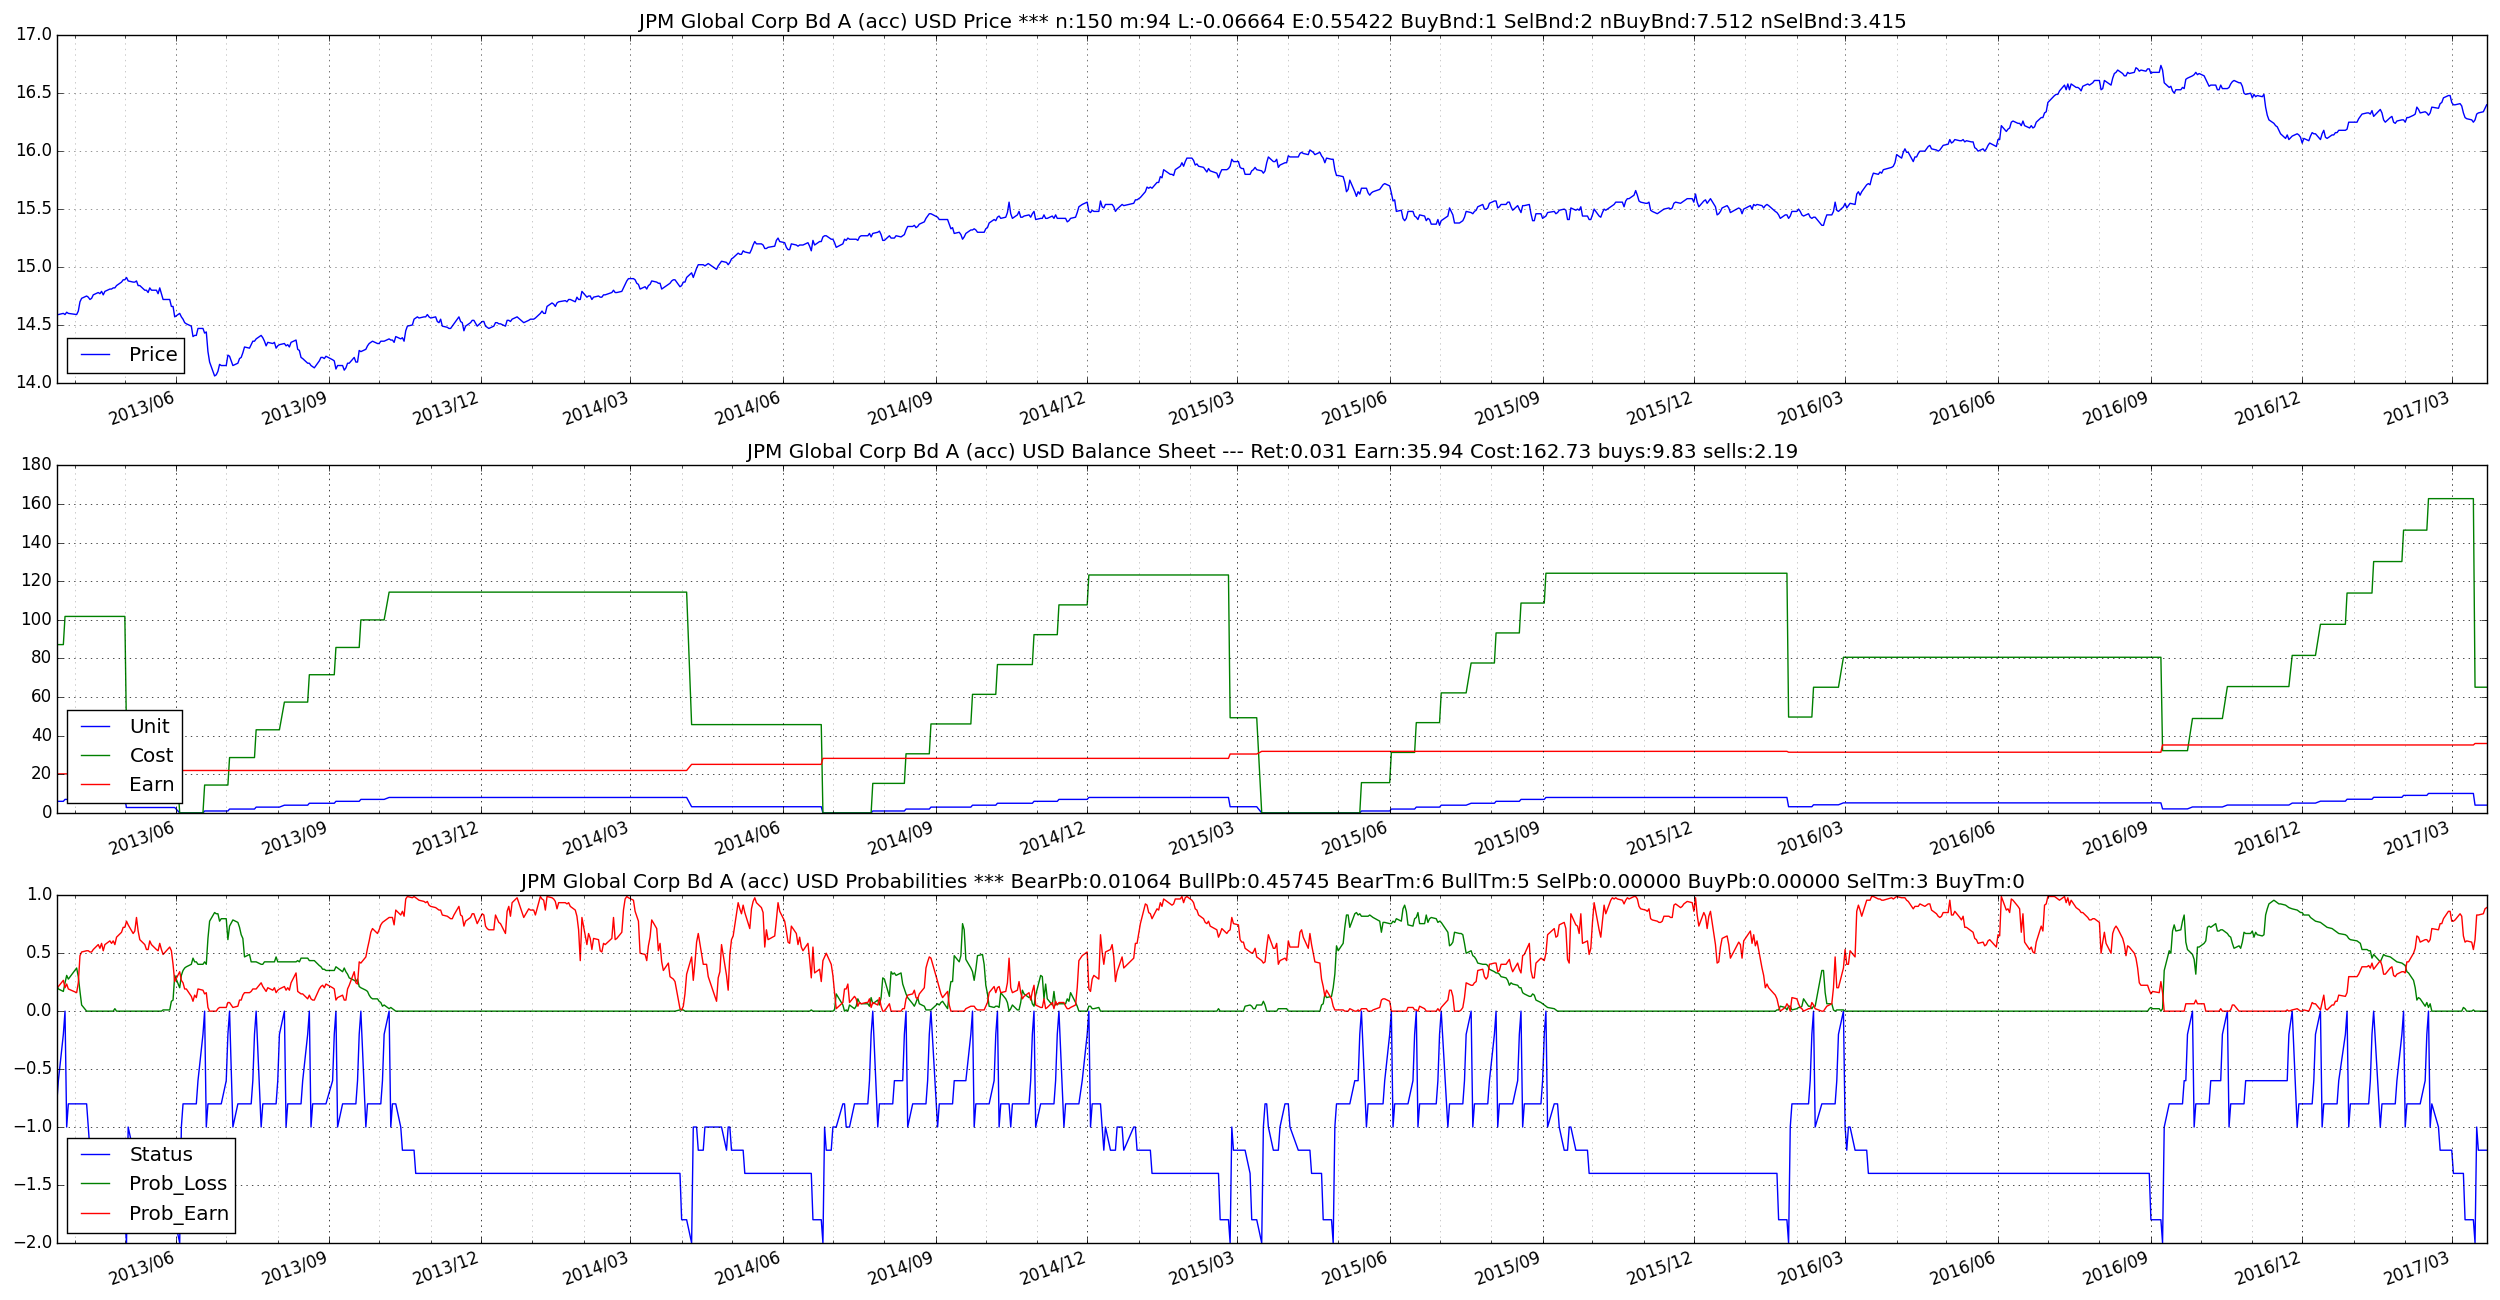 JPM Global Corp Bd A (acc) USD Price *** n:150 m:94 L:-0.06664 E:0.55422 BuyBnd:1 SelBnd:2 nBuyBnd:7.512 nSelBnd:3.415
17.0
16.5
16.0
15.5
15.0
14.5
14.0
Price
2013/06 2013/09 2013/12 2014/03 2014/06 2014/09 2014/12 2015/03 2015/06 2015/09 2015/12 2016/03 2016/06 2016/09 2016/12 2017/03
JPM Global Corp Bd A (acc) USD Balance Sheet --- Ret:0.031 Earn:35.94 Cost:162.73 buys:9.83 sells:2.19
180
160
140
120
100
80
60
40
20
0
Unit
Cost
Earn
2013/06 2013/09 2013/12 2014/03 2014/06 2014/09 2014/12 2015/03 2015/06 2015/09 2015/12 2016/03 2016/06 2016/09 2016/12 2017/03
JPM Global Corp Bd A (acc) USD Probabilities *** BearPb:0.01064 BullPb:0.45745 BearTm:6 BullTm:5 SelPb:0.00000 BuyPb:0.00000 SelTm:3 BuyTm:0
1.0
0.5
0.0
−0.5
−1.0
−1.5
−2.0
Status
Prob_Loss
Prob_Earn
2013/06 2013/09 2013/12 2014/03 2014/06 2014/09 2014/12 2015/03 2015/06 2015/09 2015/12 2016/03 2016/06 2016/09 2016/12 2017/03